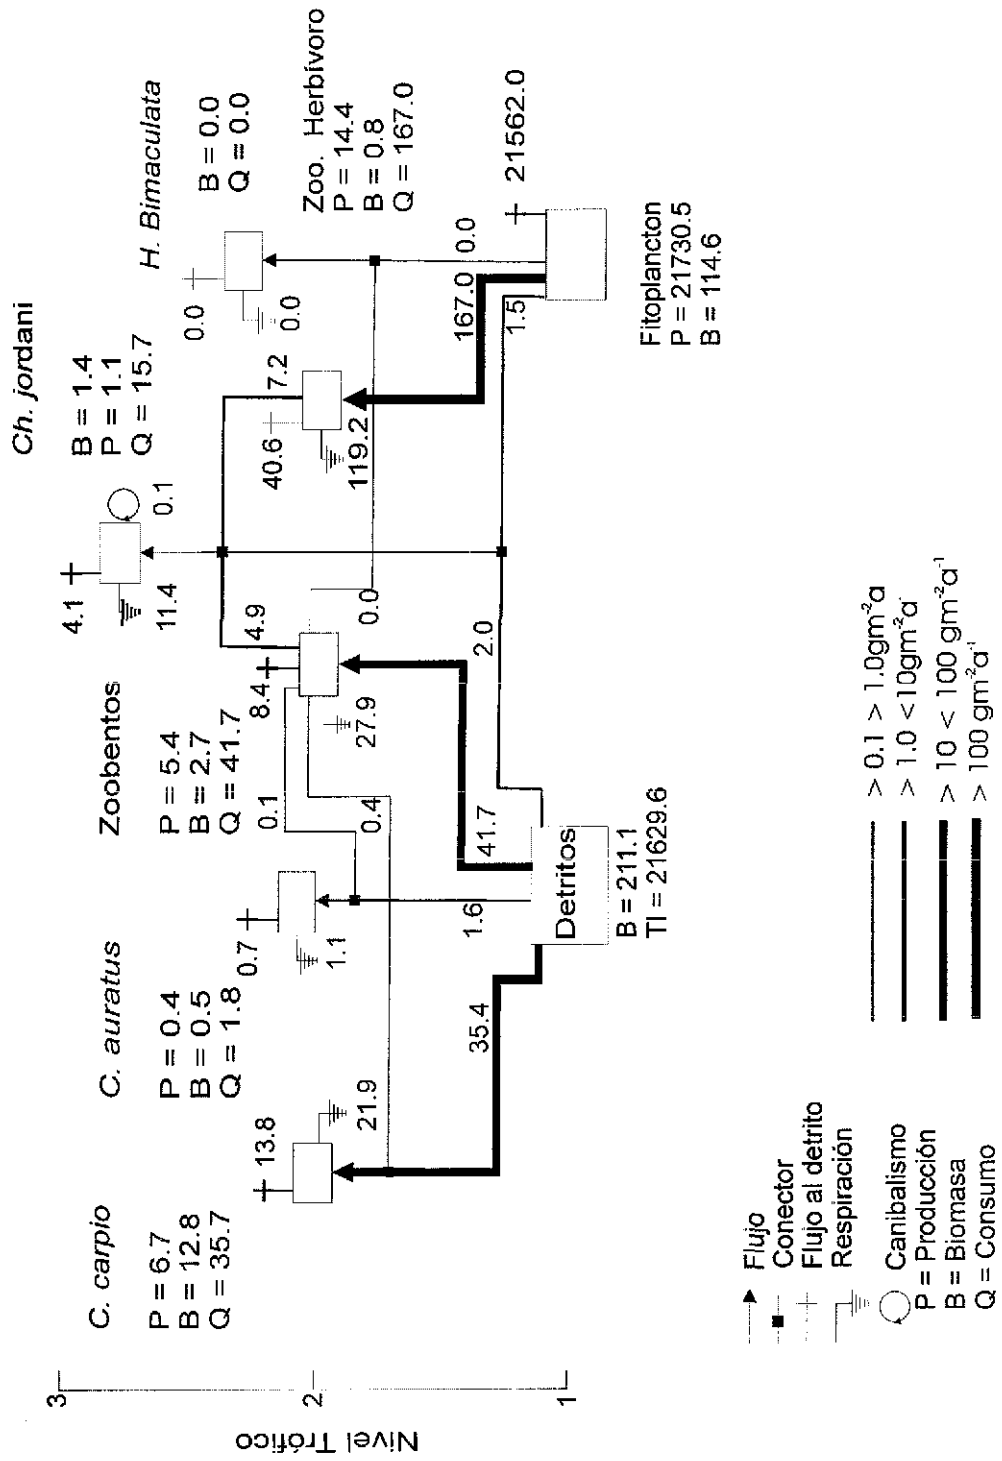 Nivel Trófico
3
2
1
C. carpio
P = 6.7
B = 12.8
Q = 35.7
13.8
21.9
35.4
C. auratus
P = 0.4
B = 0.5
Q = 1.8
0.7
1.1
1.6
Zoobentos
P = 5.4
B = 2.7
Q = 41.7
0.1
0.4
8.4
4.9
27.9
41.7
0.0
2.0
Detritos
B = 211.1
TI = 21629.6
Ch. jordani
B = 1.4
P = 1.1
Q = 15.7
4.1
11.4
0.1
40.6
7.2
119.2
H. Bimaculata
B = 0.0
Q = 0.0
0.0
0.0
Zoo. Herbívoro
P = 14.4
B = 0.8
Q = 167.0
167.0
0.0
1.5
21562.0
Fitoplancton
P = 21730.5
B = 114.6
Flujo
Conector
Flujo al detrito
Respiración
Canibalismo
P = Producción
B = Biomasa
Q = Consumo
> 0.1 > 1.0gm⁻²a
> 1.0 <10gm⁻²a
> 10 < 100 gm⁻²a⁻¹
> 100 gm⁻²a⁻¹